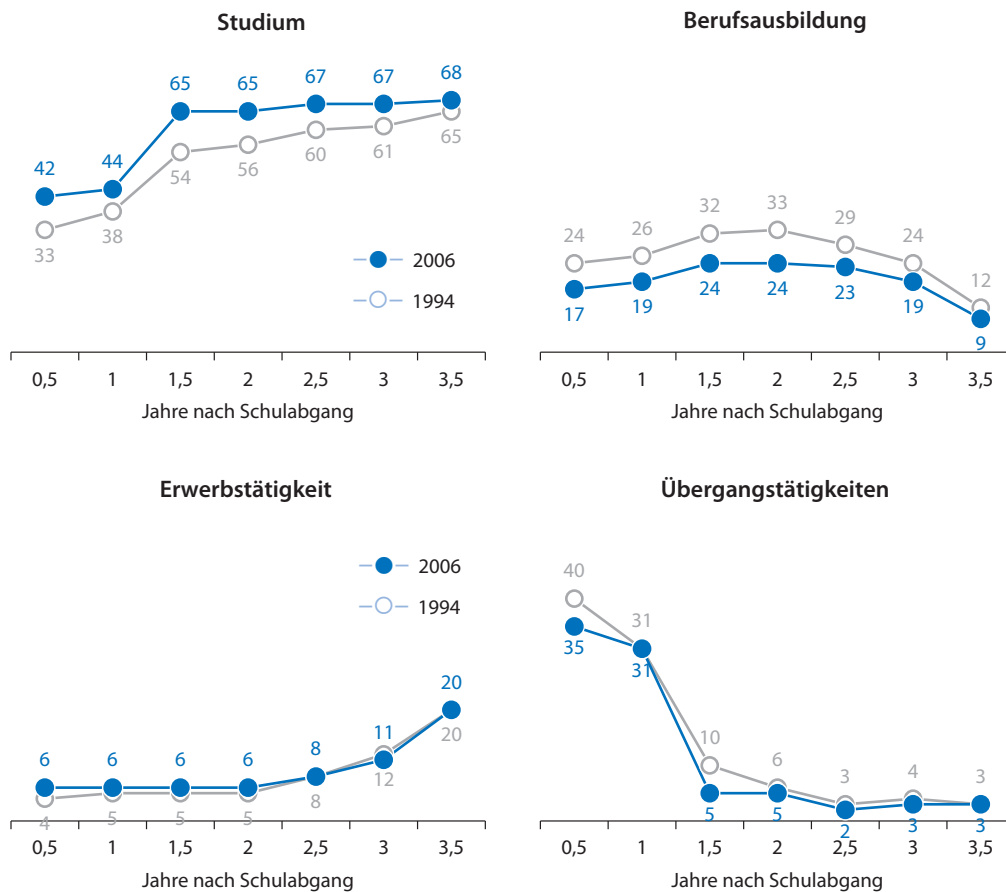 Studium
65 65 67 67 68
42 44
33 38 54 56 60 61 65
2006
1994
0,5 1 1,5 2 2,5 3 3,5
Jahre nach Schulabgang
Berufsausbildung
24 26 32 33 29 24 12
17 19 24 24 23 19 9
0,5 1 1,5 2 2,5 3 3,5
Jahre nach Schulabgang
Erwerbstätigkeit
2006
1994
6 6 6 6 8 11 20
4 5 5 5 8 12 20
0,5 1 1,5 2 2,5 3 3,5
Jahre nach Schulabgang
Übergangstätigkeiten
40 31 10 6 3 4 3
35 31 5 5 2 3 3
0,5 1 1,5 2 2,5 3 3,5
Jahre nach Schulabgang